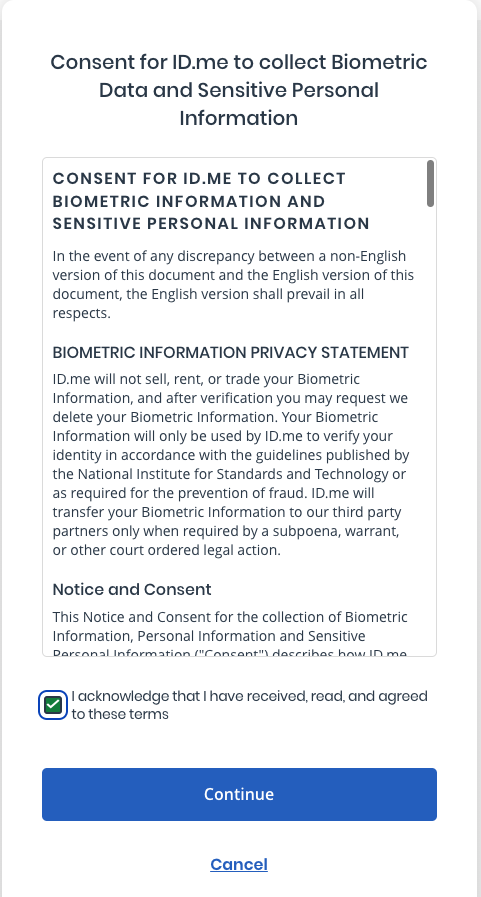 Consent for ID.me to collect Biometric
Data and Sensitive Personal
Information
CONSENT FOR ID.ME TO COLLECT
BIOMETRIC INFORMATION AND
SENSITIVE PERSONAL INFORMATION
In the event of any discrepancy between a non-English
version of this document and the English version of this
document, the English version shall prevail in all
respects.
BIOMETRIC INFORMATION PRIVACY STATEMENT
ID.me will not sell, rent, or trade your Biometric
Information, and after verification you may request we
delete your Biometric Information. Your Biometric
Information will only be used by ID.me to verify your
identity in accordance with the guidelines published by
the National Institute for Standards and Technology or
as required for the prevention of fraud. ID.me will
transfer your Biometric Information to our third party
partners only when required by a subpoena, warrant,
or other court ordered legal action.
Notice and Consent
This Notice and Consent for the collection of Biometric
Information, Personal Information and Sensitive
Personal Information ("Consent") describes how ID.me
I acknowledge that I have received, read, and agreed
to these terms
Continue
Cancel